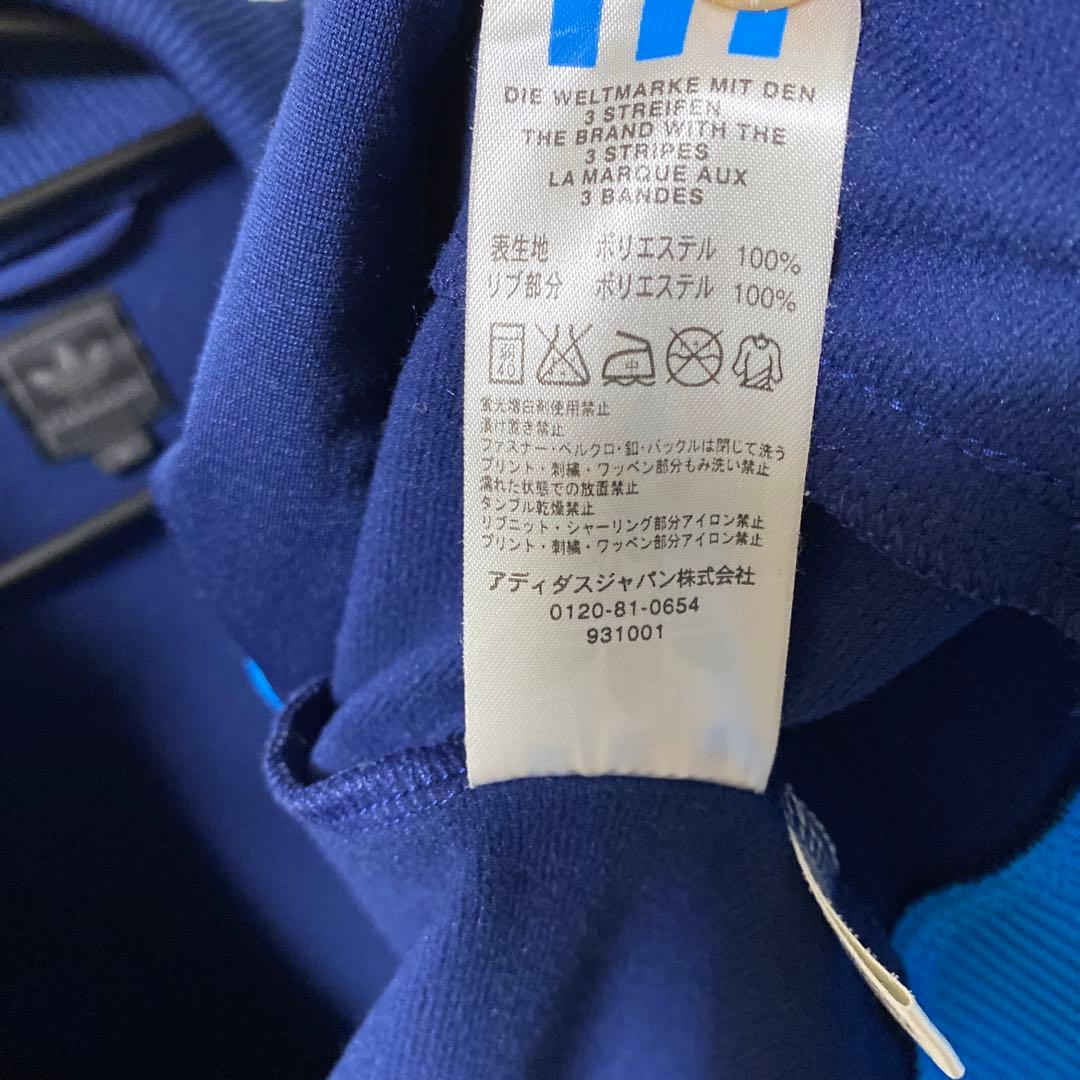 DIE WELTMARKE MIT DEN
3 STREIFEN
THE BRAND WITH THE
3 STRIPES
LA MARQUE AUX
3 BANDES
表生地 ポリエステル 100%
リブ部分 ポリエステル 100%
蛍光増白剤使用禁止
漬け置き禁止
ファスナー・ベルクロ・釦・バックルは閉じて洗う
プリント・刺繍・ワッペン部分もみ洗い禁止
濡れた状態での放置禁止
タンブル乾燥禁止
リブニット・シャーリング部分アイロン禁止
プリント・刺繍・ワッペン部分アイロン禁止
アディダスジャパン株式会社
0120-81-0654
931001